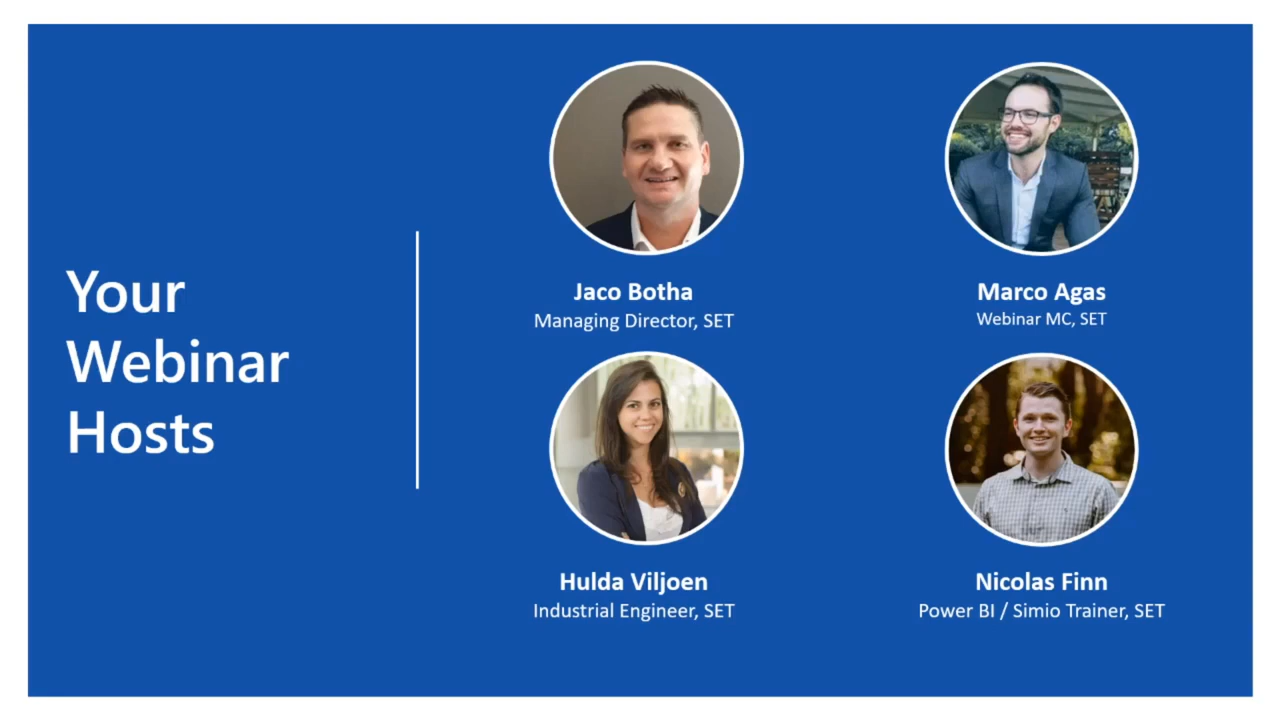 Your
Webinar
Hosts
Jaco Botha
Managing Director, SET
Marco Agas
Webinar MC, SET
Hulda Viljoen
Industrial Engineer, SET
Nicolas Finn
Power BI / Simio Trainer, SET